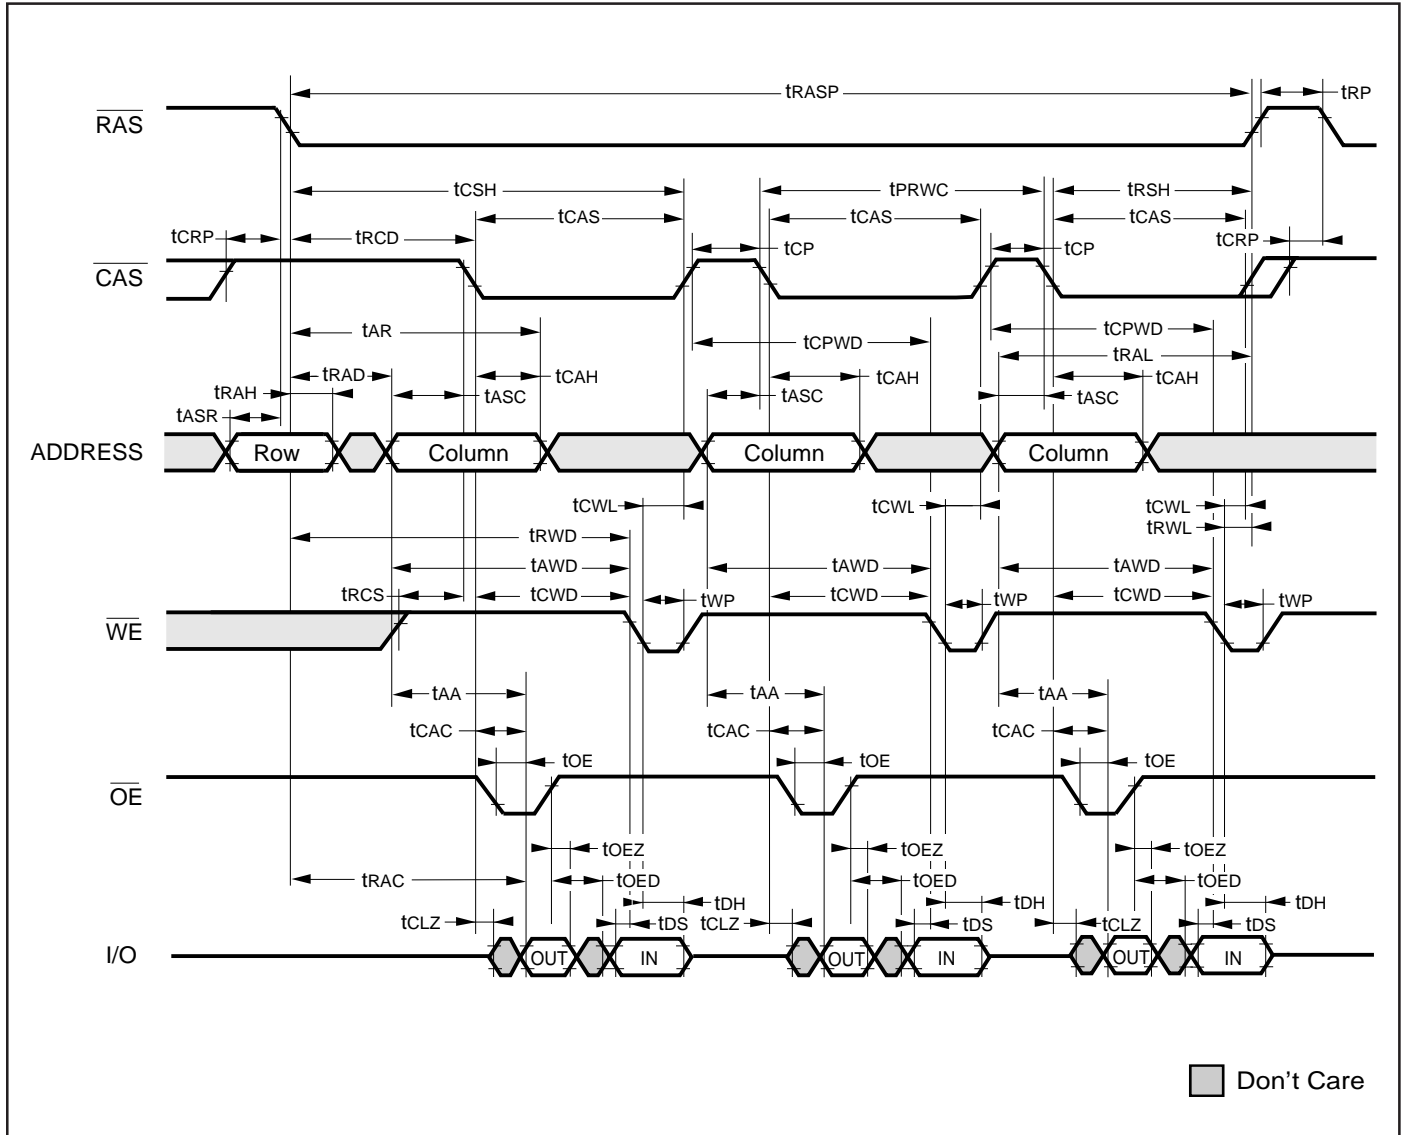 tRASP tRP
RAS
tCSH tPRWC tRSH
tCAS tCAS tCAS
tCRP tRCD tCP tCP tCRP
CAS
tAR tCPWD tCPWD
tRAL
tRAH tRAD tCAH tCAH tCAH
tASR tASC tASC tASC
ADDRESS Row Column Column Column
tCWL tCWL tCWL
tRWD tRWL
tAWD tAWD tAWD
tRCS tCWD tWP tCWD tWP tCWD tWP
WE
tAA tAA tAA
tCAC tCAC tCAC
tOE tOE tOE
OE
tOEZ tOEZ tOEZ
tRAC tOED tOED tOED
tDH tDH tDH
tCLZ tDS tCLZ tDS tCLZ tDS
I/O OUT IN OUT IN OUT IN
Don't Care